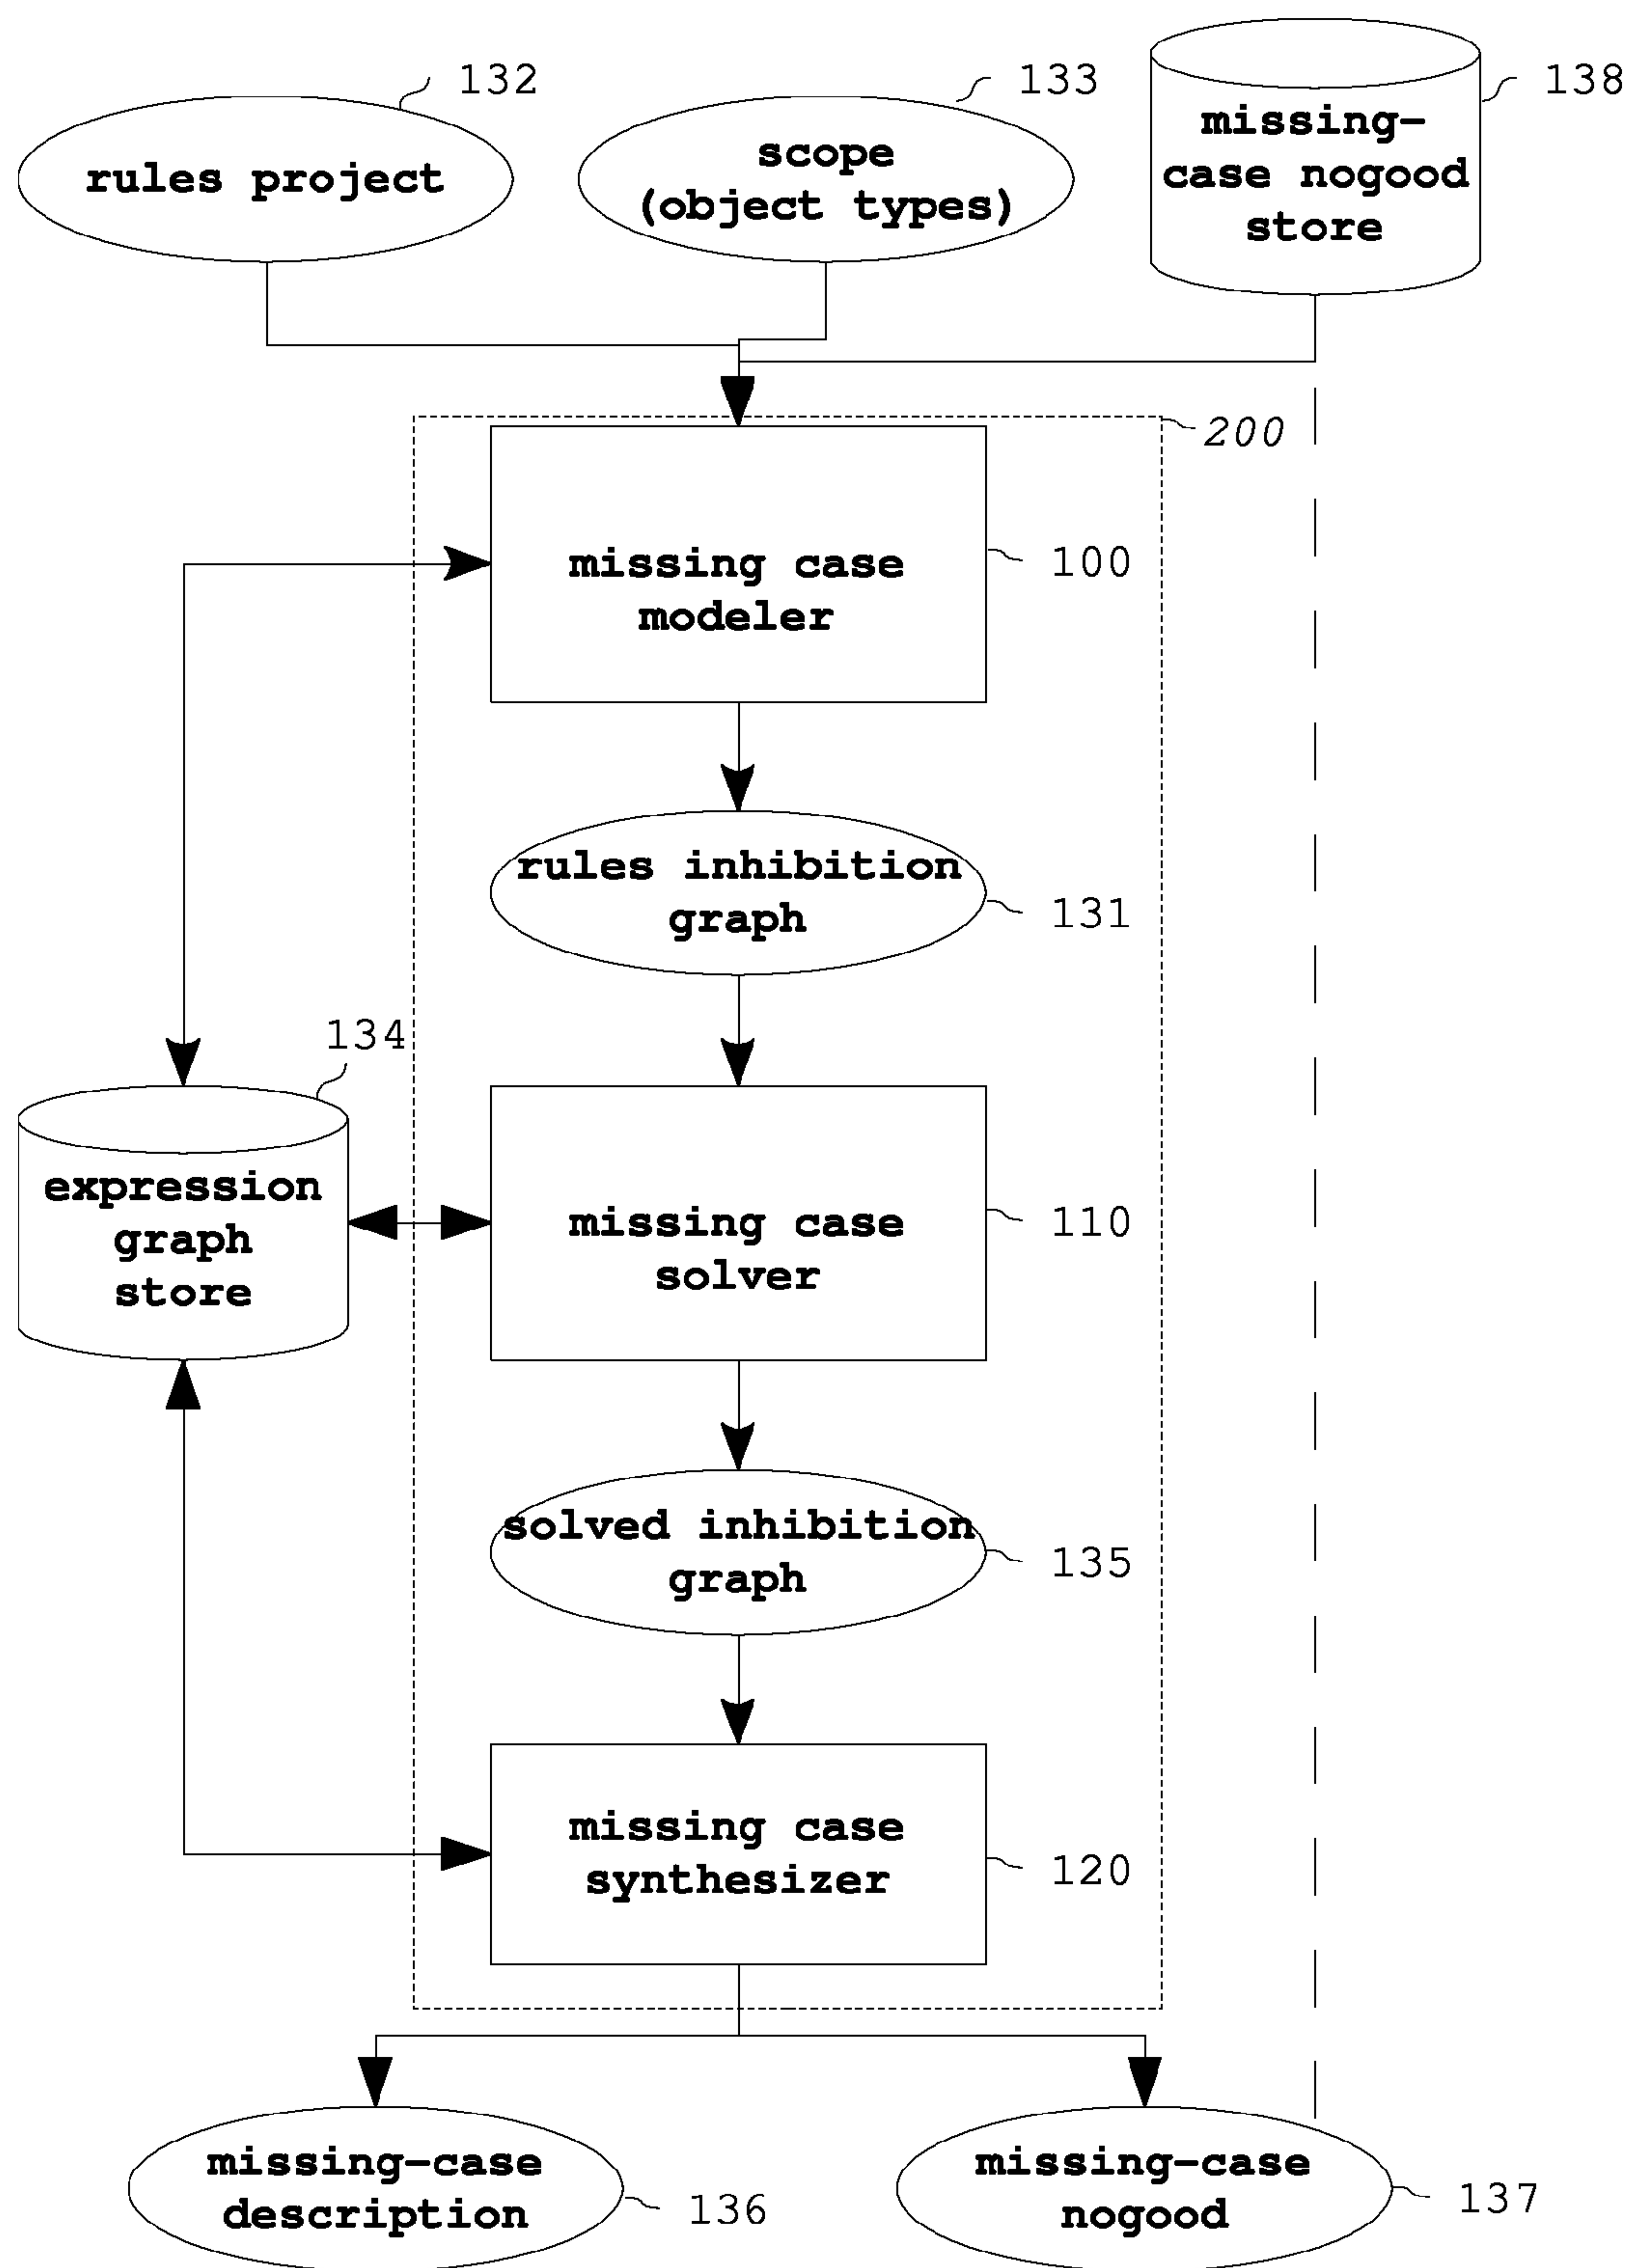 132
133
138
rules project
scope
(object types)
missing-
case nogood
store
200
missing case
modeler
100
rules inhibition
graph
131
134
expression
graph
store
missing case
solver
110
solved inhibition
graph
135
missing case
synthesizer
120
missing-case
description
136
missing-case
nogood
137